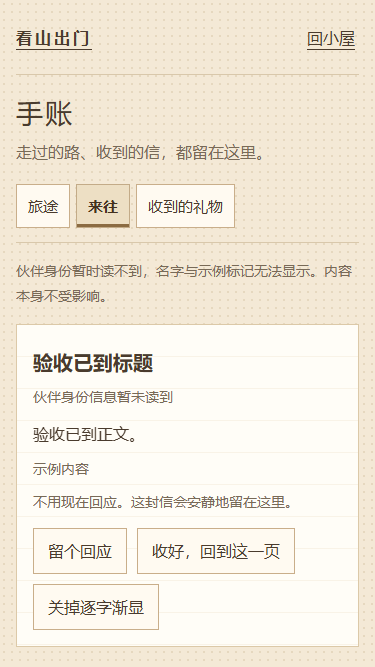 看山出门
回小屋
手账
走过的路、收到的信，都留在这里。
旅途
来往
收到的礼物
伙伴身份暂时读不到，名字与示例标记无法显示。内容
本身不受影响。
验收已到标题
伙伴身份信息暂未读到
验收已到正文。
示例内容
不用现在回应。这封信会安静地留在这里。
留个回应
收好，回到这一页
关掉逐字渐显